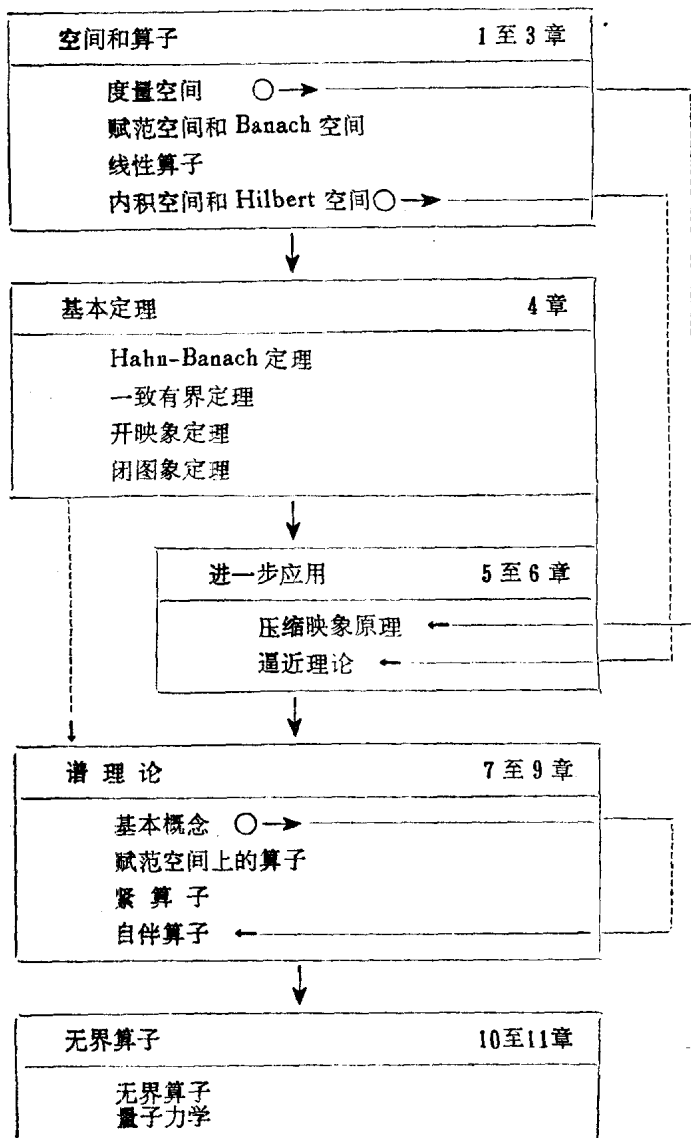 空间和算子 1 至 3 章
度量空间
赋范空间和 Banach 空间
线性算子
内积空间和 Hilbert 空间
基本定理 4 章
Hahn-Banach 定理
一致有界定理
开映象定理
闭图象定理
进一步应用 5 至 6 章
压缩映象原理
逼近理论
谱 理 论 7 至 9 章
基本概念
赋范空间上的算子
紧 算 子
自伴算子
无界算子 10至11章
无界算子
量子力学